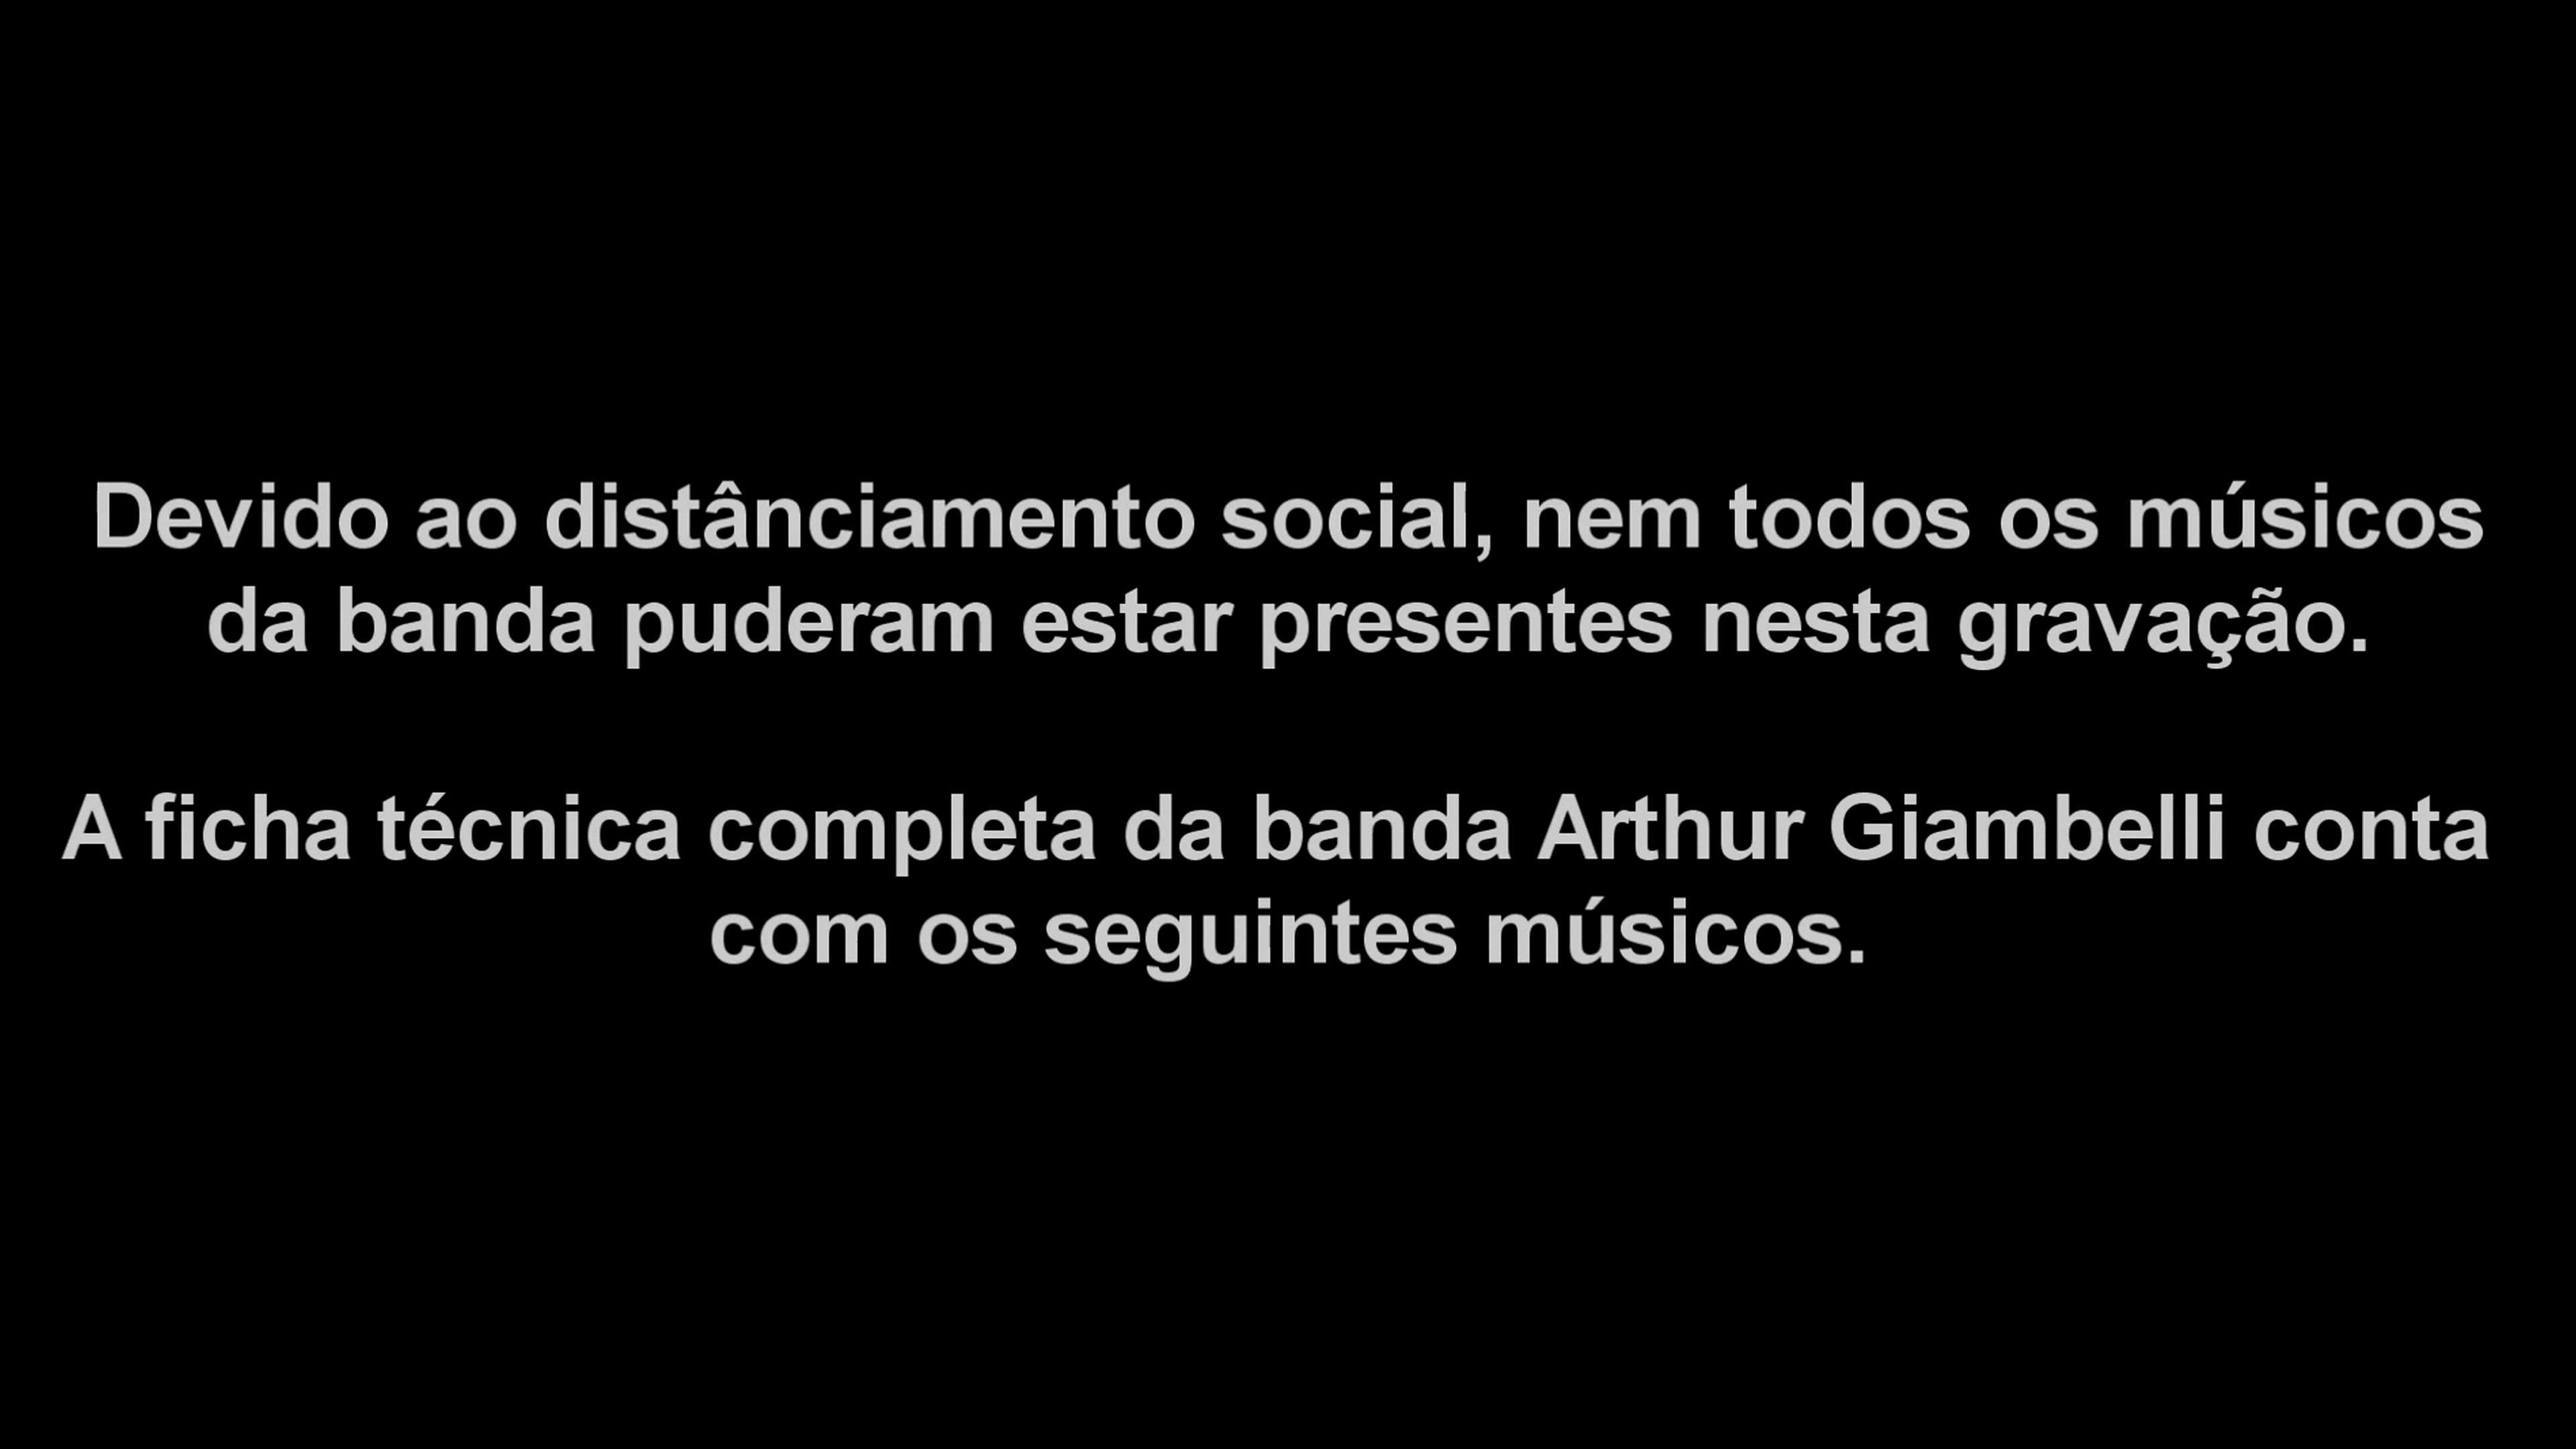 Devido ao distânciamento social, nem todos os músicos
da banda puderam estar presentes nesta gravação.
A ficha técnica completa da banda Arthur Giambelli conta
com os seguintes músicos.